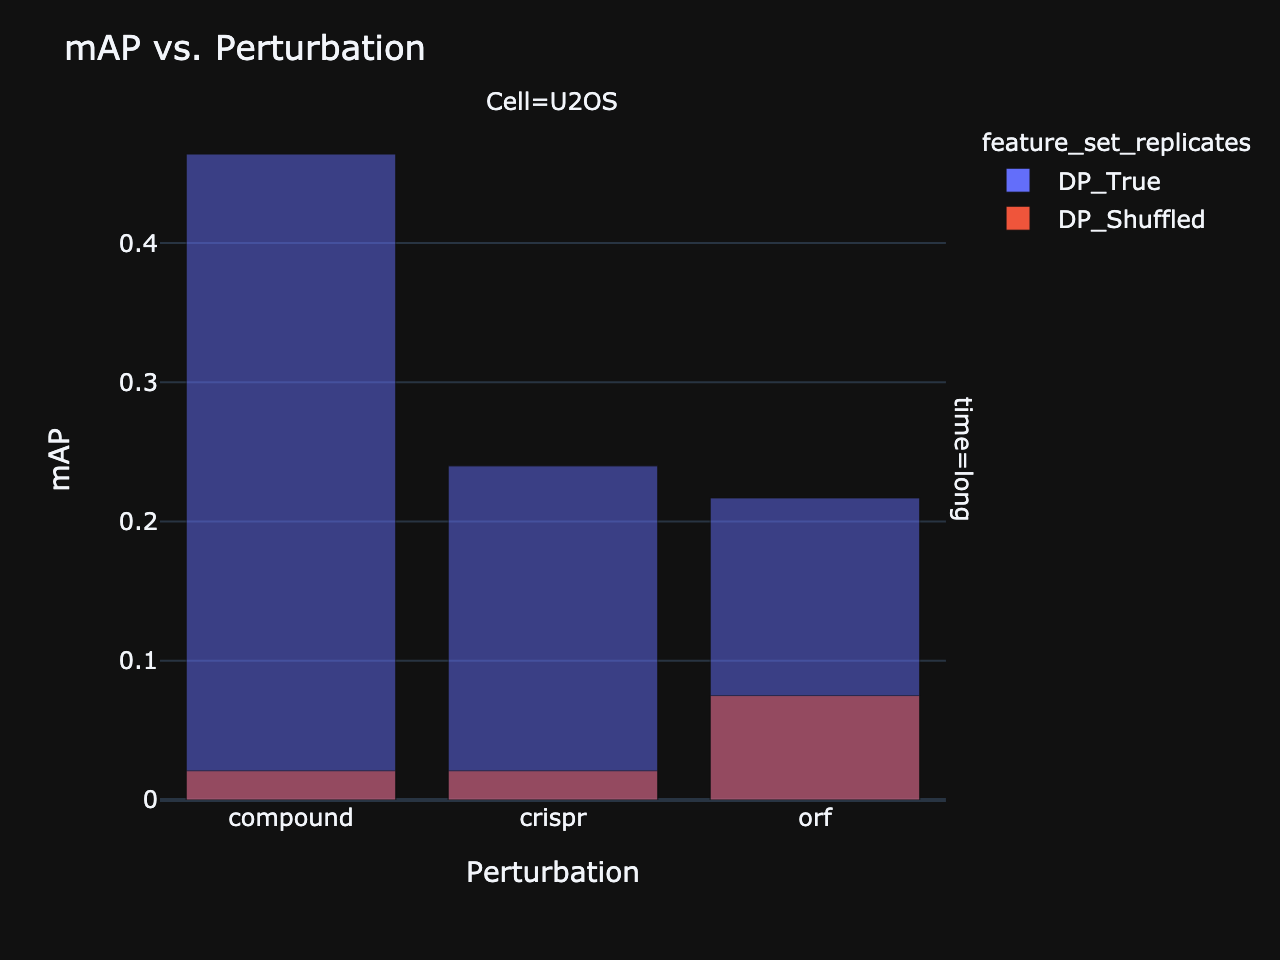 mAP vs. Perturbation
Cell=U2OS
feature_set_replicates
DP_True
DP_Shuffled
0.4
0.3
0.2
0.1
0
mAP
time=long
compound
crispr
orf
Perturbation